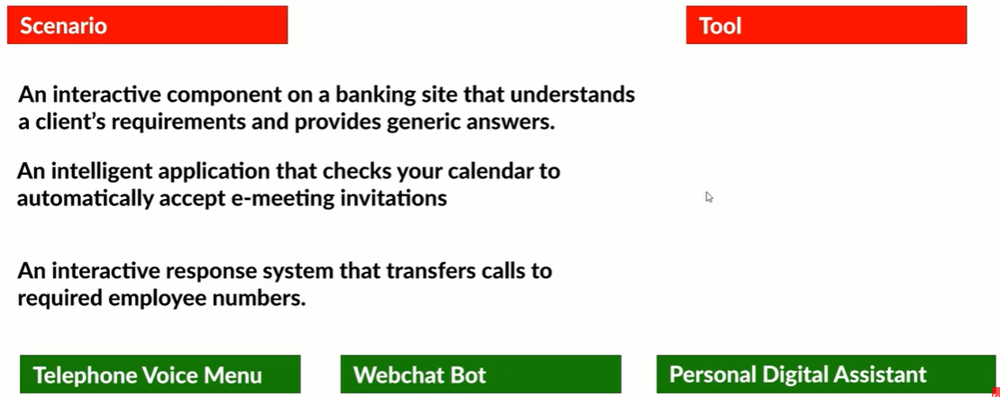 Scenario
Tool
An interactive component on a banking site that understands
a client's requirements and provides generic answers.
An intelligent application that checks your calendar to
automatically accept e-meeting invitations
An interactive response system that transfers calls to
required employee numbers.
Telephone Voice Menu
Webchat Bot
Personal Digital Assistant